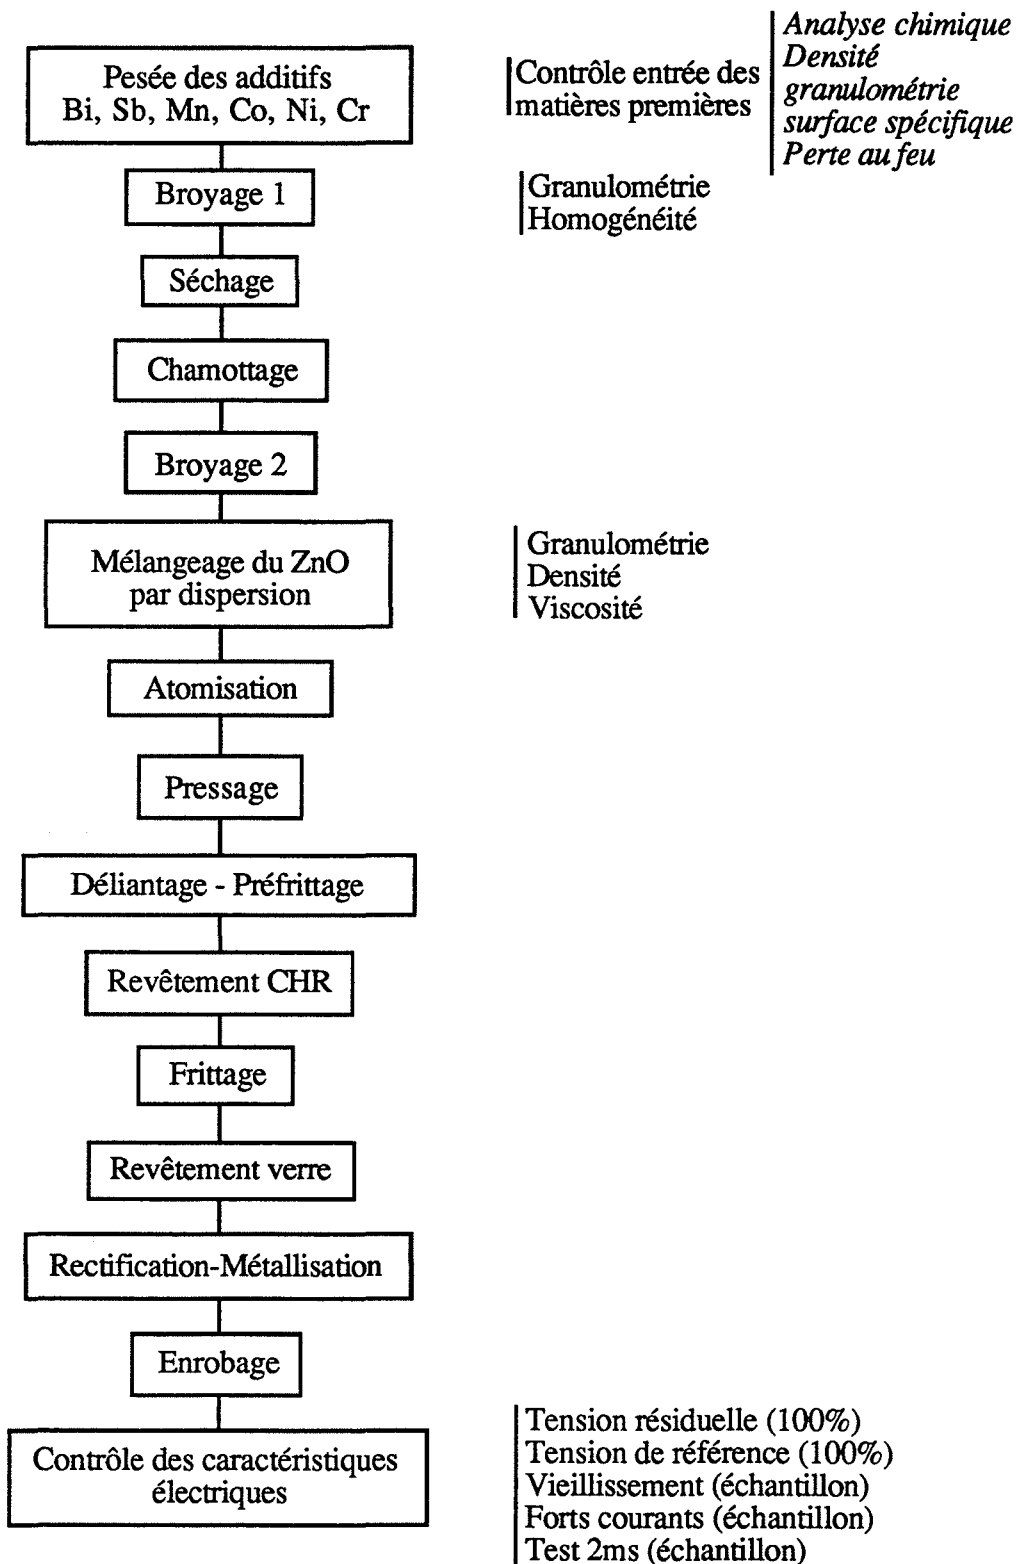 Pesée des additifs
Bi, Sb, Mn, Co, Ni, Cr
Contrôle entrée des
matières premières
Analyse chimique
Densité
granulométrie
surface spécifique
Perte au feu
Broyage 1
Granulométrie
Homogénéité
Séchage
Chamottage
Broyage 2
Mélangeage du ZnO
par dispersion
Granulométrie
Densité
Viscosité
Atomisation
Pressage
Déliantage - Préfrittage
Revêtement CHR
Frittage
Revêtement verre
Rectification-Métallisation
Enrobage
Contrôle des caractéristiques
électriques
Tension résiduelle (100%)
Tension de référence (100%)
Vieillissement (échantillon)
Forts courants (échantillon)
Test 2ms (échantillon)